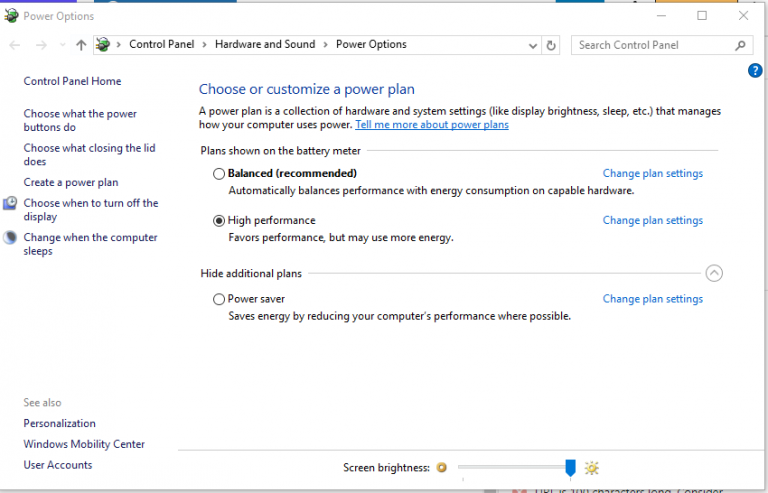 Power Options
Control Panel > Hardware and Sound > Power Options
Search Control Panel
Control Panel Home
Choose what the power
buttons do
Choose what closing the lid
does
Create a power plan
Choose when to turn off the
display
Change when the computer
sleeps
See also
Personalization
Windows Mobility Center
User Accounts
?
Choose or customize a power plan
A power plan is a collection of hardware and system settings (like display brightness, sleep, etc.) that manages
how your computer uses power. Tell me more about power plans
Plans shown on the battery meter
Balanced (recommended) Change plan settings
Automatically balances performance with energy consumption on capable hardware.
High performance Change plan settings
Favors performance, but may use more energy.
Hide additional plans
Power saver Change plan settings
Saves energy by reducing your computer's performance where possible.
Screen brightness:
URL is 100 characters long. Consider